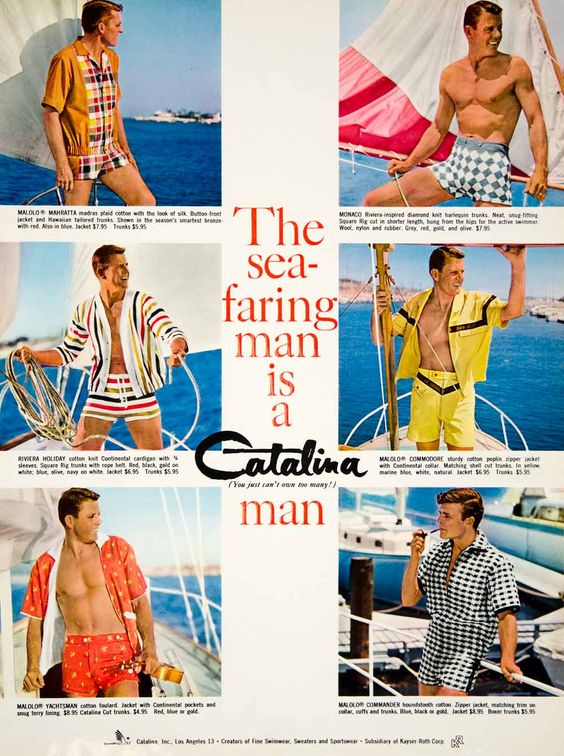 MALOLO® MAHRATTA madras plaid cotton with the look of silk. Button-front
jacket and Hawaiian tailored trunks. Shown in the season's smartest bronze-
with-red. Also in blue. Jacket $7.95 Trunks $5.95
MONACO Riviera-inspired diamond knit harlequin trunks. Neat, snug-fitting
Square Rig cut in shorter length, hung from the hips for the active swimmer.
Wool, nylon and rubber. Grey, red, gold, and olive. $7.95
The
sea-
faring
man
is
a
Catalina
(You just can't own too many!)
man
RIVIERA HOLIDAY cotton knit Continental cardigan with ¾
sleeves. Square Rig trunks with rope belt. Red, black, gold on
white; blue, olive, navy on white. Jacket $6.95 Trunks $5.95
MALOLO® COMMODORE sturdy cotton poplin zipper jacket
with Continental collar. Matching shell cut trunks. In yellow,
marine blue, white, natural. Jacket $6.95 Trunks $5.95
MALOLO® YACHTSMAN cotton foulard. Jacket with Continental pockets and
snug terry lining. $8.95 Catalina Cut trunks. $4.95 Red, blue or gold.
MALOLO® COMMANDER houndstooth cotton. Zipper jacket, matching trim on
collar, cuffs and trunks. Blue, black or gold. Jacket $8.95 Boxer trunks $5.95
Catalina, Inc., Los Angeles 13 • Creators of Fine Swimwear, Sweaters and Sportswear • Subsidiary of Kayser-Roth Corp.